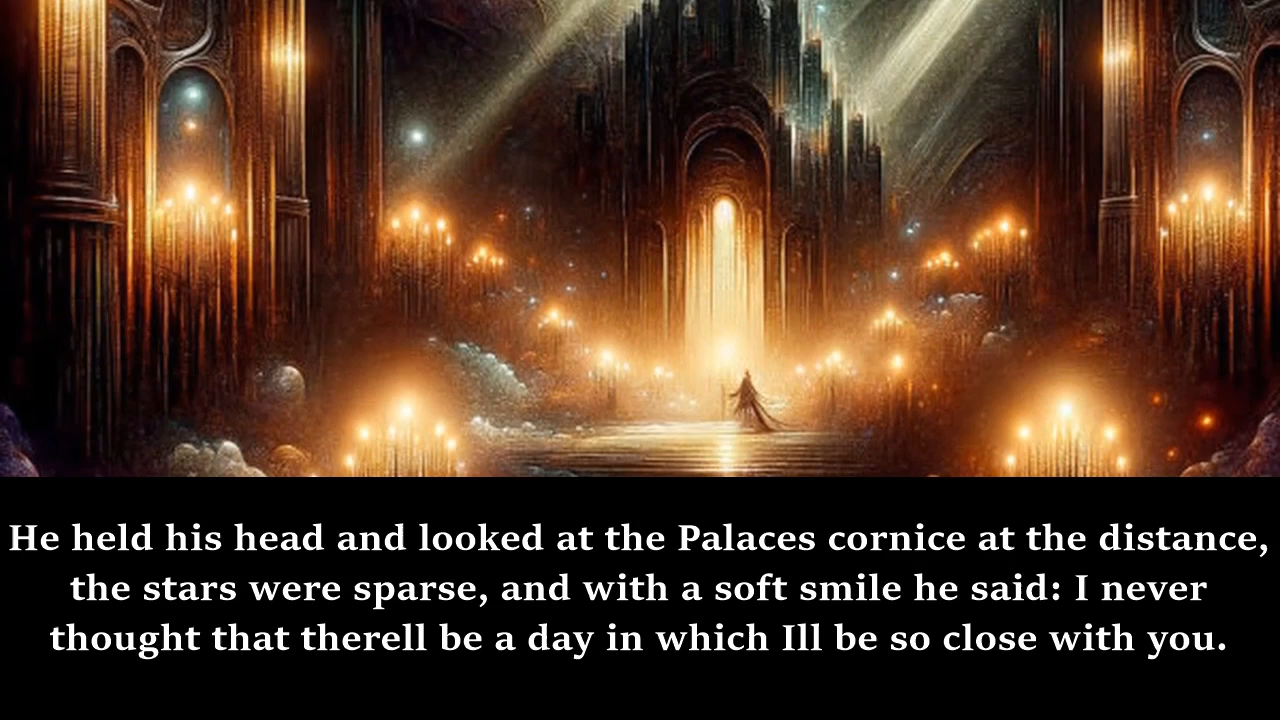 He held his head and looked at the Palaces cornice at the distance,
the stars were sparse, and with a soft smile he said: I never
thought that therell be a day in which Ill be so close with you.